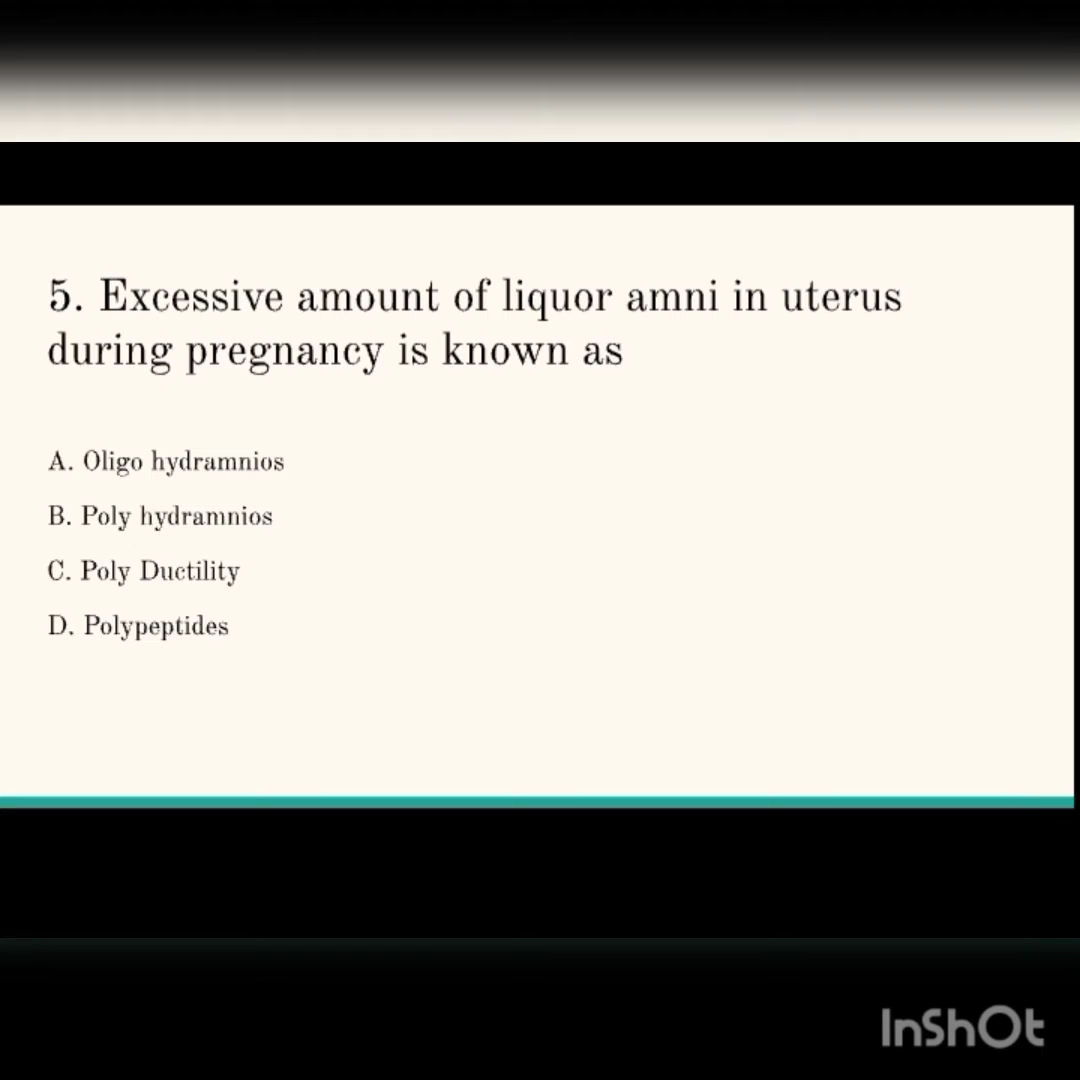 5. Excessive amount of liquor amni in uterus
during pregnancy is known as
A. Oligo hydramnios
B. Poly hydramnios
C. Poly Ductility
D. Polypeptides
InShOt